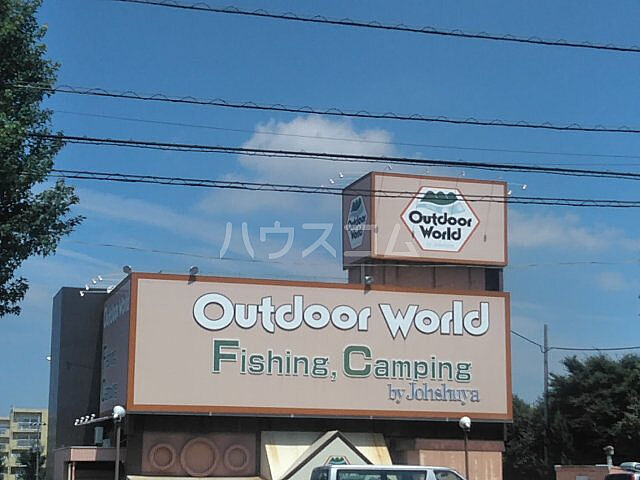 Outdoor
World
ハウスコム
Outdoor World
Fishing, Camping
by Johshuya